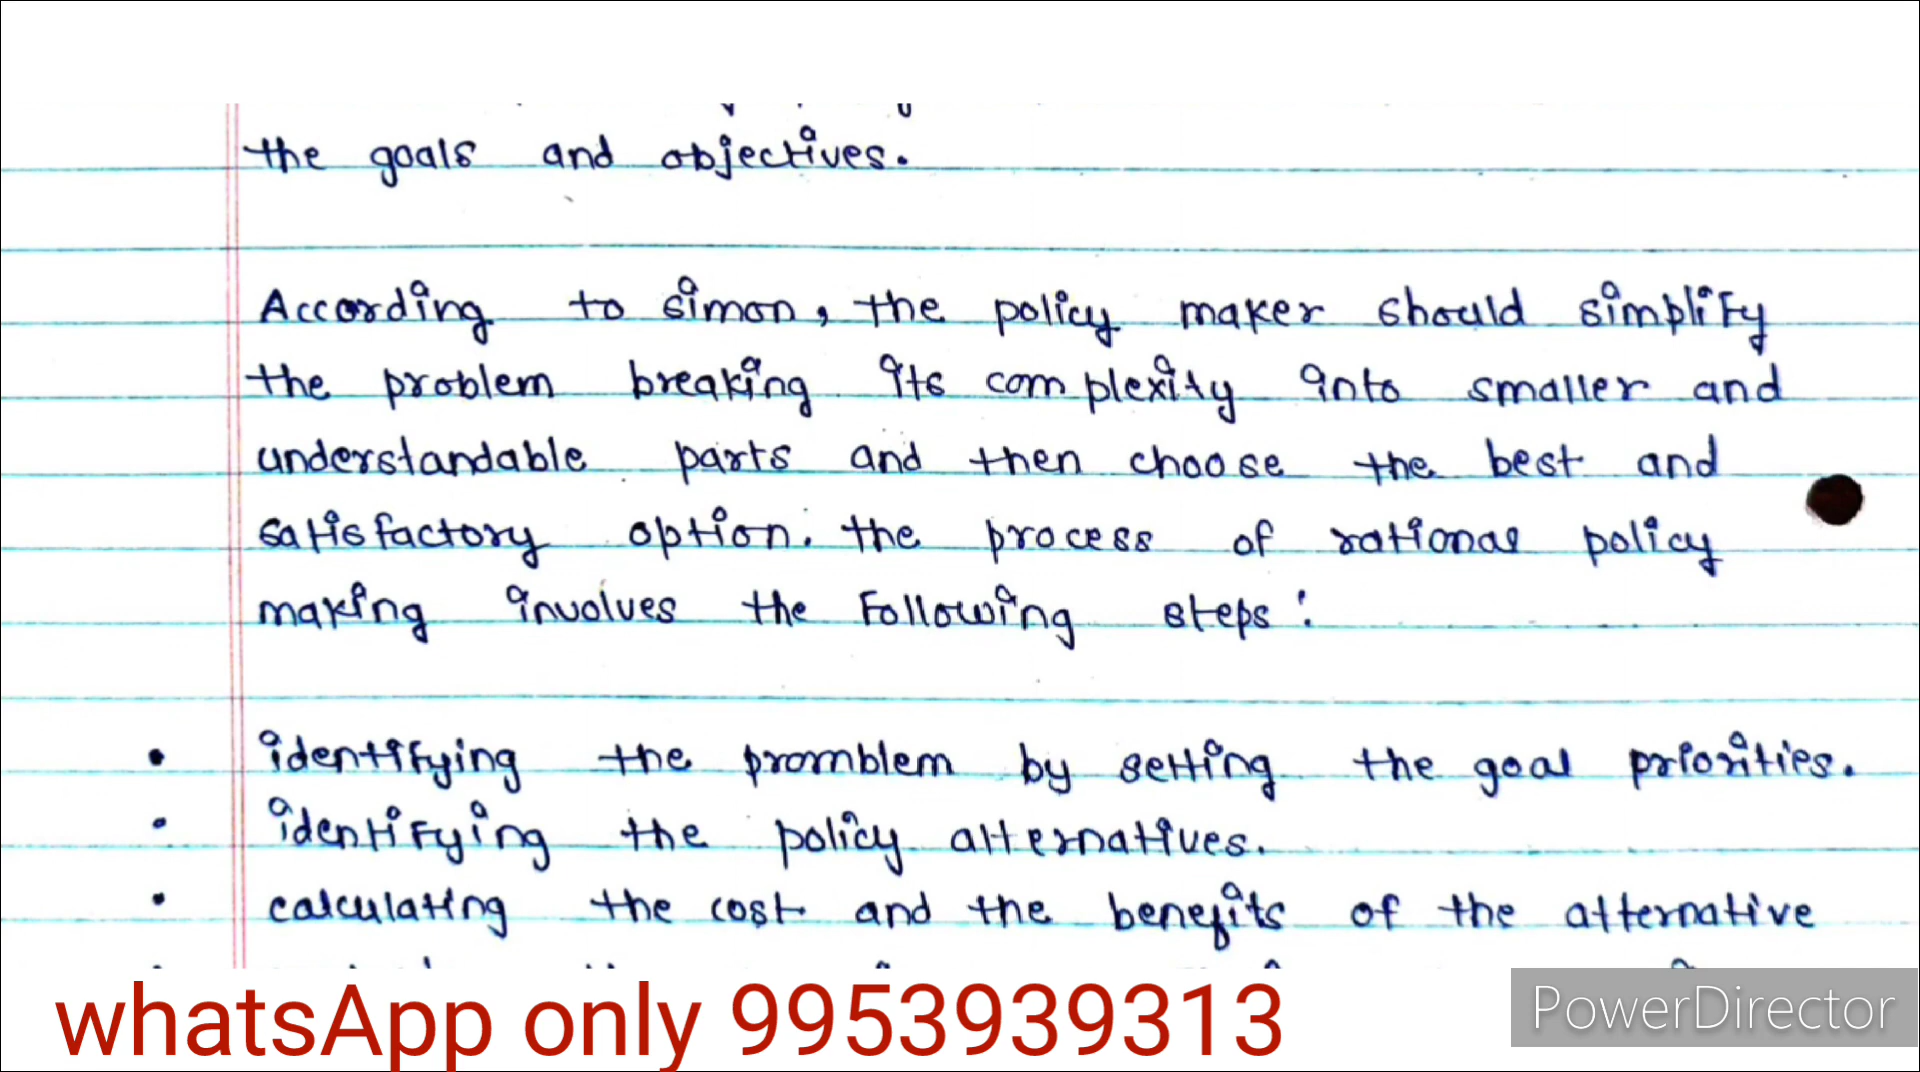 the goals and objectives.
According to simon, the policy maker should simplify
the problem breaking its complexity into smaller and
understandable parts and then choose the best and
satisfactory option. the process of rational policy
making involves the Following steps:
• identifying the promblem by setting the goal priorities.
• identifying the policy alternatives.
• calculating the cost and the benefits of the alternative
whatsApp only 9953939313
PowerDirector